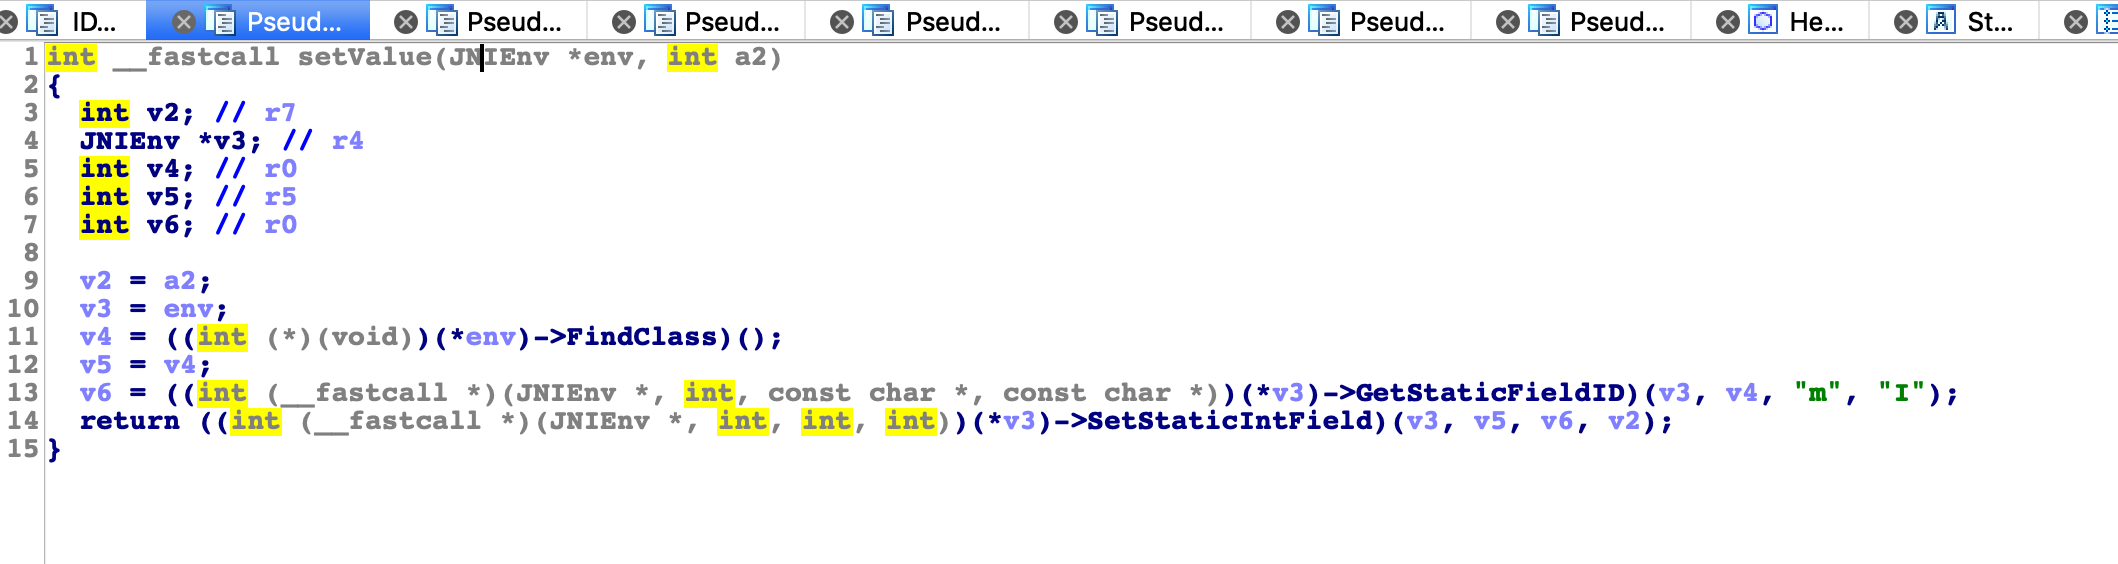 ID... Pseud... Pseud... Pseud... Pseud... Pseud... Pseud... Pseud... He... St...
1 int __fastcall setValue(JNIEnv *env, int a2)
2 {
3 int v2; // r7
4 JNIEnv *v3; // r4
5 int v4; // r0
6 int v5; // r5
7 int v6; // r0
8
9 v2 = a2;
10 v3 = env;
11 v4 = ((int (*)(void))(*env)->FindClass)();
12 v5 = v4;
13 v6 = ((int (__fastcall *)(JNIEnv *, int, const char *, const char *))(*v3)->GetStaticFieldID)(v3, v4, "m", "I");
14 return ((int (__fastcall *)(JNIEnv *, int, int, int))(*v3)->SetStaticIntField)(v3, v5, v6, v2);
15 }